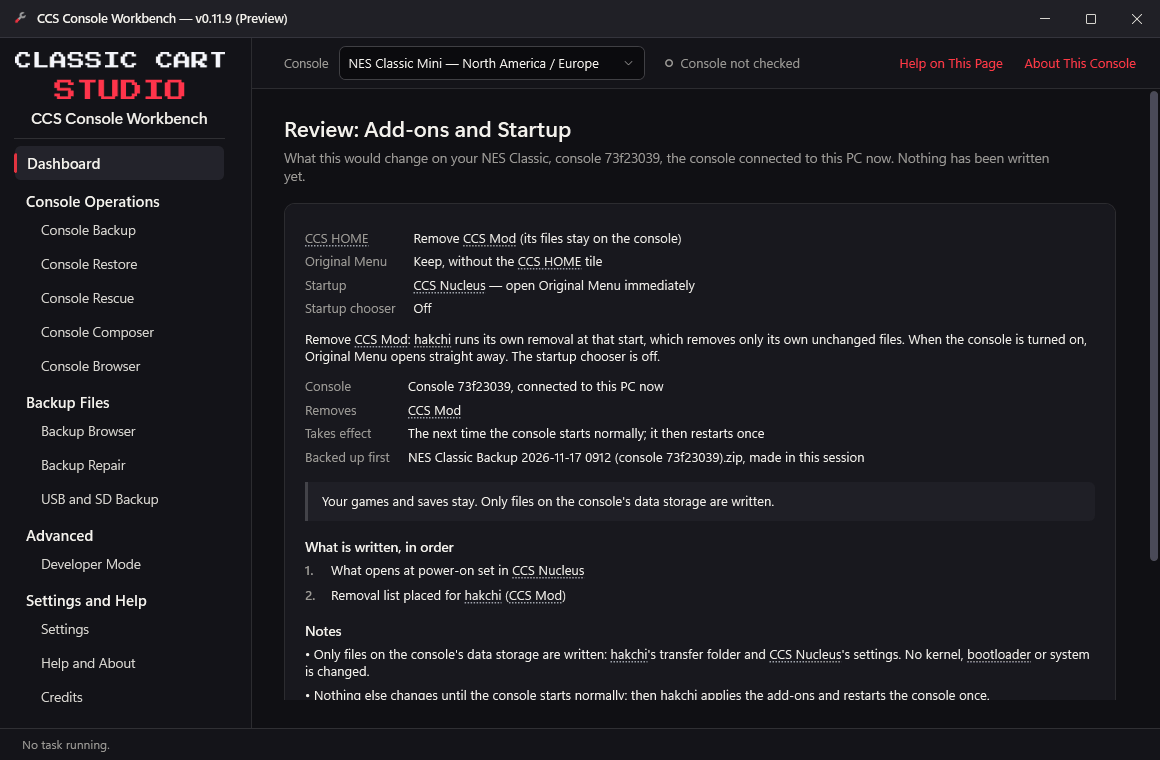 CCS Console Workbench — v0.11.9 (Preview)
CLASSIC CART
STUDIO
CCS Console Workbench
Dashboard
Console Operations
Console Backup
Console Restore
Console Rescue
Console Composer
Console Browser
Backup Files
Backup Browser
Backup Repair
USB and SD Backup
Advanced
Developer Mode
Settings and Help
Settings
Help and About
Credits
Console
NES Classic Mini — North America / Europe
Console not checked
Help on This Page
About This Console
Review: Add-ons and Startup
What this would change on your NES Classic, console 73f23039, the console connected to this PC now. Nothing has been written
yet.
CCS HOME Remove CCS Mod (its files stay on the console)
Original Menu Keep, without the CCS HOME tile
Startup CCS Nucleus — open Original Menu immediately
Startup chooser Off
Remove CCS Mod: hakchi runs its own removal at that start, which removes only its own unchanged files. When the console is turned on,
Original Menu opens straight away. The startup chooser is off.
Console Console 73f23039, connected to this PC now
Removes CCS Mod
Takes effect The next time the console starts normally; it then restarts once
Backed up first NES Classic Backup 2026-11-17 0912 (console 73f23039).zip, made in this session
Your games and saves stay. Only files on the console's data storage are written.
What is written, in order
1. What opens at power-on set in CCS Nucleus
2. Removal list placed for hakchi (CCS Mod)
Notes
• Only files on the console's data storage are written: hakchi's transfer folder and CCS Nucleus's settings. No kernel, bootloader or system
is changed.
• Nothing else changes until the console starts normally; then hakchi applies the add-ons and restarts the console once.
No task running.